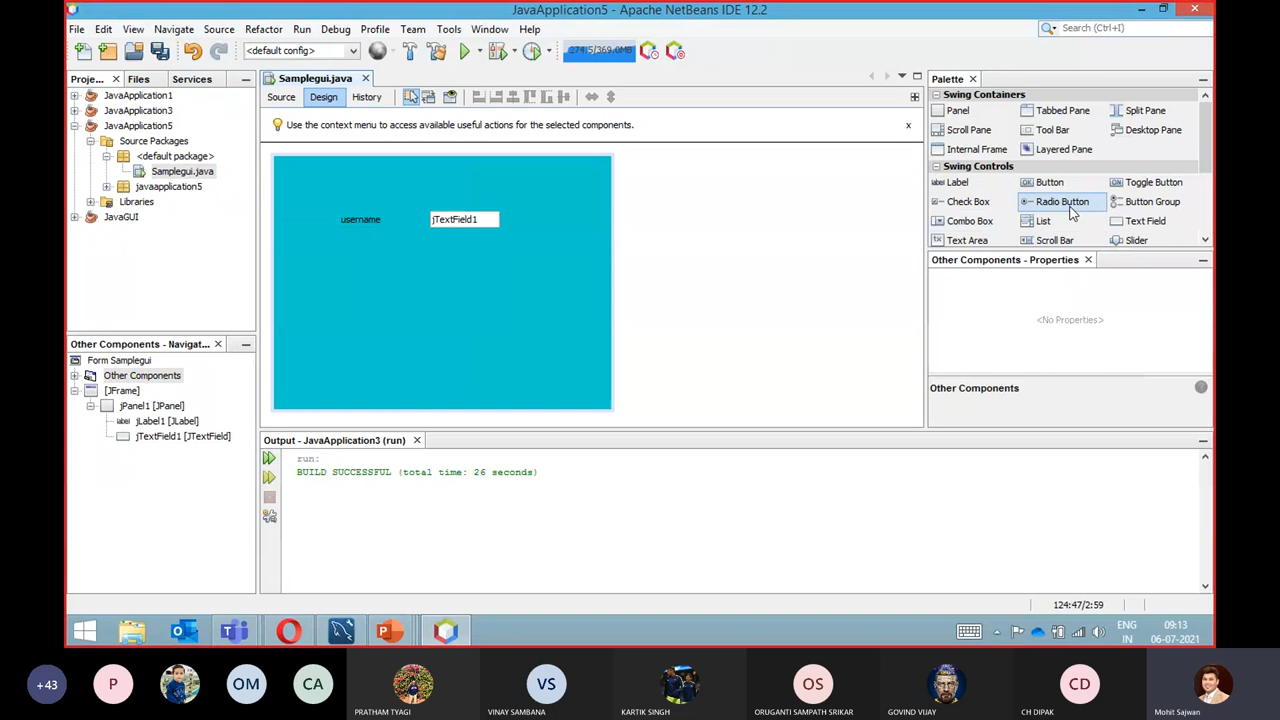 JavaApplication5 - Apache NetBeans IDE 12.2
File Edit View Navigate Source Refactor Run Debug Profile Team Tools Window Help
Search (Ctrl+I)
<default config>
274.5/369.0MB
Proje... Files Services
Samplegui.java
Palette
JavaApplication1
JavaApplication3
JavaApplication5
Source Packages
<default package>
Samplegui.java
javaapplication5
Libraries
JavaGUI
Source Design History
Use the context menu to access available useful actions for the selected components.
x
username
jTextField1
Swing Containers
Panel Tabbed Pane Split Pane
Scroll Pane Tool Bar Desktop Pane
Internal Frame Layered Pane
Swing Controls
Label Button Toggle Button
Check Box Radio Button Button Group
Combo Box List Text Field
Text Area Scroll Bar Slider
Other Components - Properties
<No Properties>
Other Components
Other Components - Navigat...
Form Samplegui
Other Components
[JFrame]
jPanel1 [JPanel]
jLabel1 [JLabel]
jTextField1 [JTextField]
Output - JavaApplication3 (run)
run:
BUILD SUCCESSFUL (total time: 26 seconds)
124:47/2:59
ENG
IN
09:13
06-07-2021
+43
P
OM
CA
PRATHAM TYAGI
VS
VINAY SAMBANA
KARTIK SINGH
OS
ORUGANTI SAMPATH SRIKAR
GOVIND VIJAY
CD
CH DIPAK
Mohit Sajwan